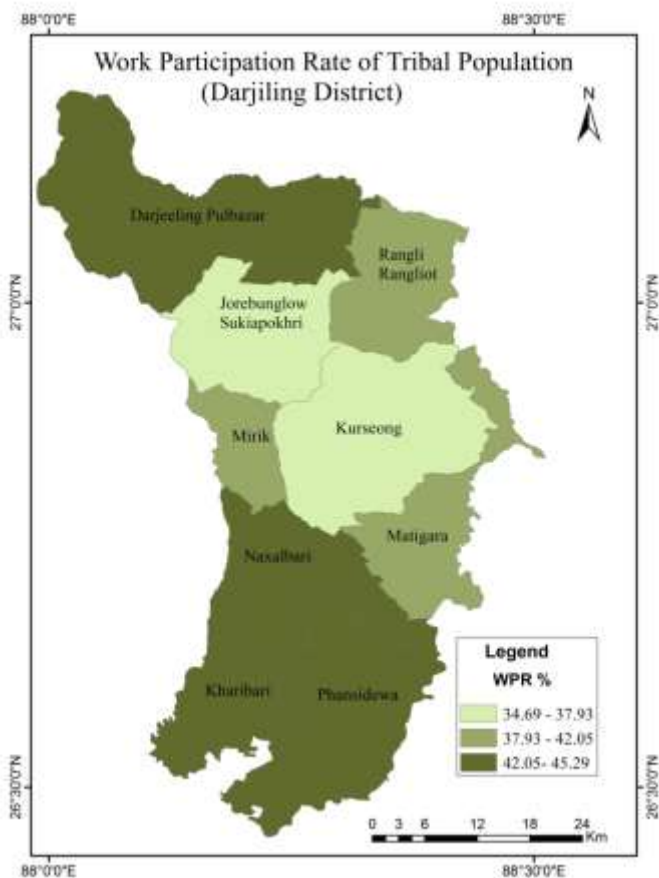 88°0'0"E 88°30'0"E
Work Participation Rate of Tribal Population
(Darjiling District)
N
Darjeeling Pulbazar
Rangli
Rangliot
27°0'0"N 27°0'0"N
Jorebunglow
Sukiapokhri
Mirik
Kurseong
Matigara
Naxalbari
Kharibari
Phansidewa
Legend
WPR %
34.69 - 37.93
37.93 - 42.05
42.05- 45.29
26°30'0"N 26°30'0"N
0 3 6 12 18 24
Km
88°0'0"E 88°30'0"E